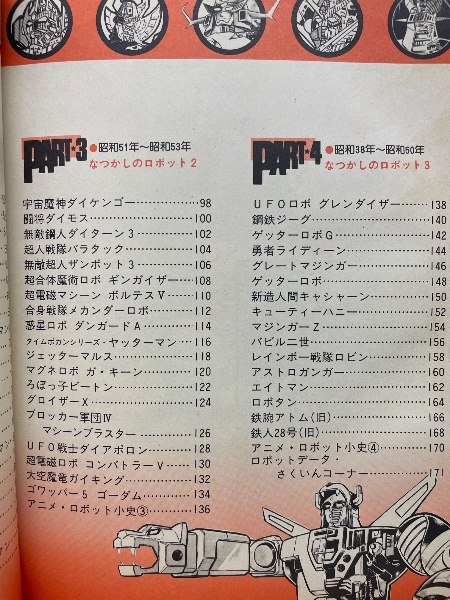 PART★3 ●昭和51年〜昭和53年
なつかしのロボット2
宇宙魔神ダイケンゴー 98
闘将ダイモス 100
無敵鋼人ダイターン3 102
超人戦隊バラタック 104
無敵超人ザンボット3 106
超合体魔術ロボ ギンガイザー 108
超電磁マシーン ボルテスV 110
合身戦隊メカンダーロボ 112
惑星ロボ ダンガードA 114
タイムボカンシリーズ・ヤッターマン 116
ジェッターマルス 118
マグネロボ ガ・キーン 120
ろぼっ子ビートン 122
グロイザーX 124
ブロッカー軍団Ⅳ
マシーンブラスター 126
UFO戦士ダイアポロン 128
超電磁ロボ コンバトラーV 130
大空魔竜ガイキング 132
ゴワッパー5 ゴーダム 134
アニメ・ロボット小史③ 136
PART★4 ●昭和38年〜昭和50年
なつかしのロボット3
UFOロボ グレンダイザー 138
鋼鉄ジーグ 140
ゲッターロボG 142
勇者ライディーン 144
グレートマジンガー 146
ゲッターロボ 148
新造人間キャシャーン 150
キューティーハニー 152
マジンガーZ 154
バビル二世 156
レインボー戦隊ロビン 158
アストロガンガー 160
エイトマン 162
ロボタン 164
鉄腕アトム(旧) 166
鉄人28号(旧) 168
アニメ・ロボット小史④ 170
ロボットデータ・
さくいんコーナー 171